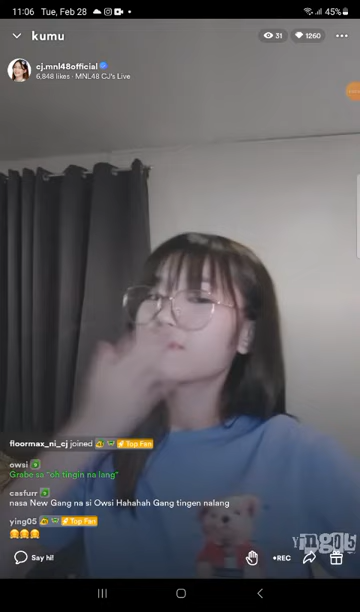 11:06 Tue, Feb 28 45%
kumu 31 1260
cj.mnl48official
6,848 likes · MNL48 CJ's Live
floormax_ni_cj joined Top Fan
owsi
Grabe sa "oh tingin na lang"
casfurr
nasa New Gang na si Owsi Hahahah Gang tingen nalang
ying05 Top Fan
Say hi! •REC
Ying05